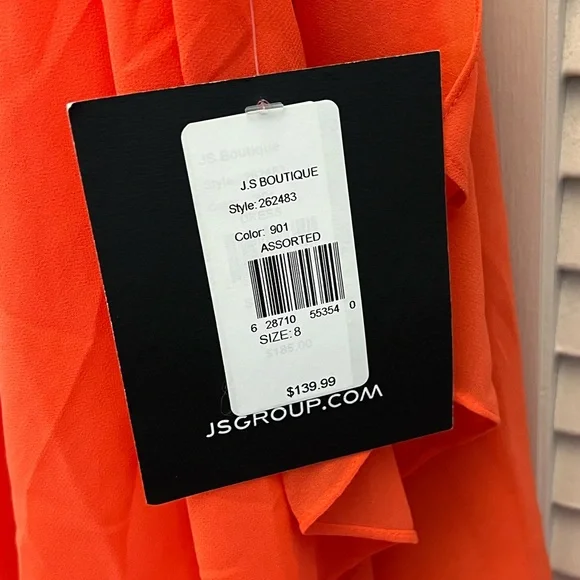 J.S BOUTIQUE
Style: 262483
Color: 901
ASSORTED
6 28710 55354 0
SIZE: 8
$139.99
JSGROUP.COM